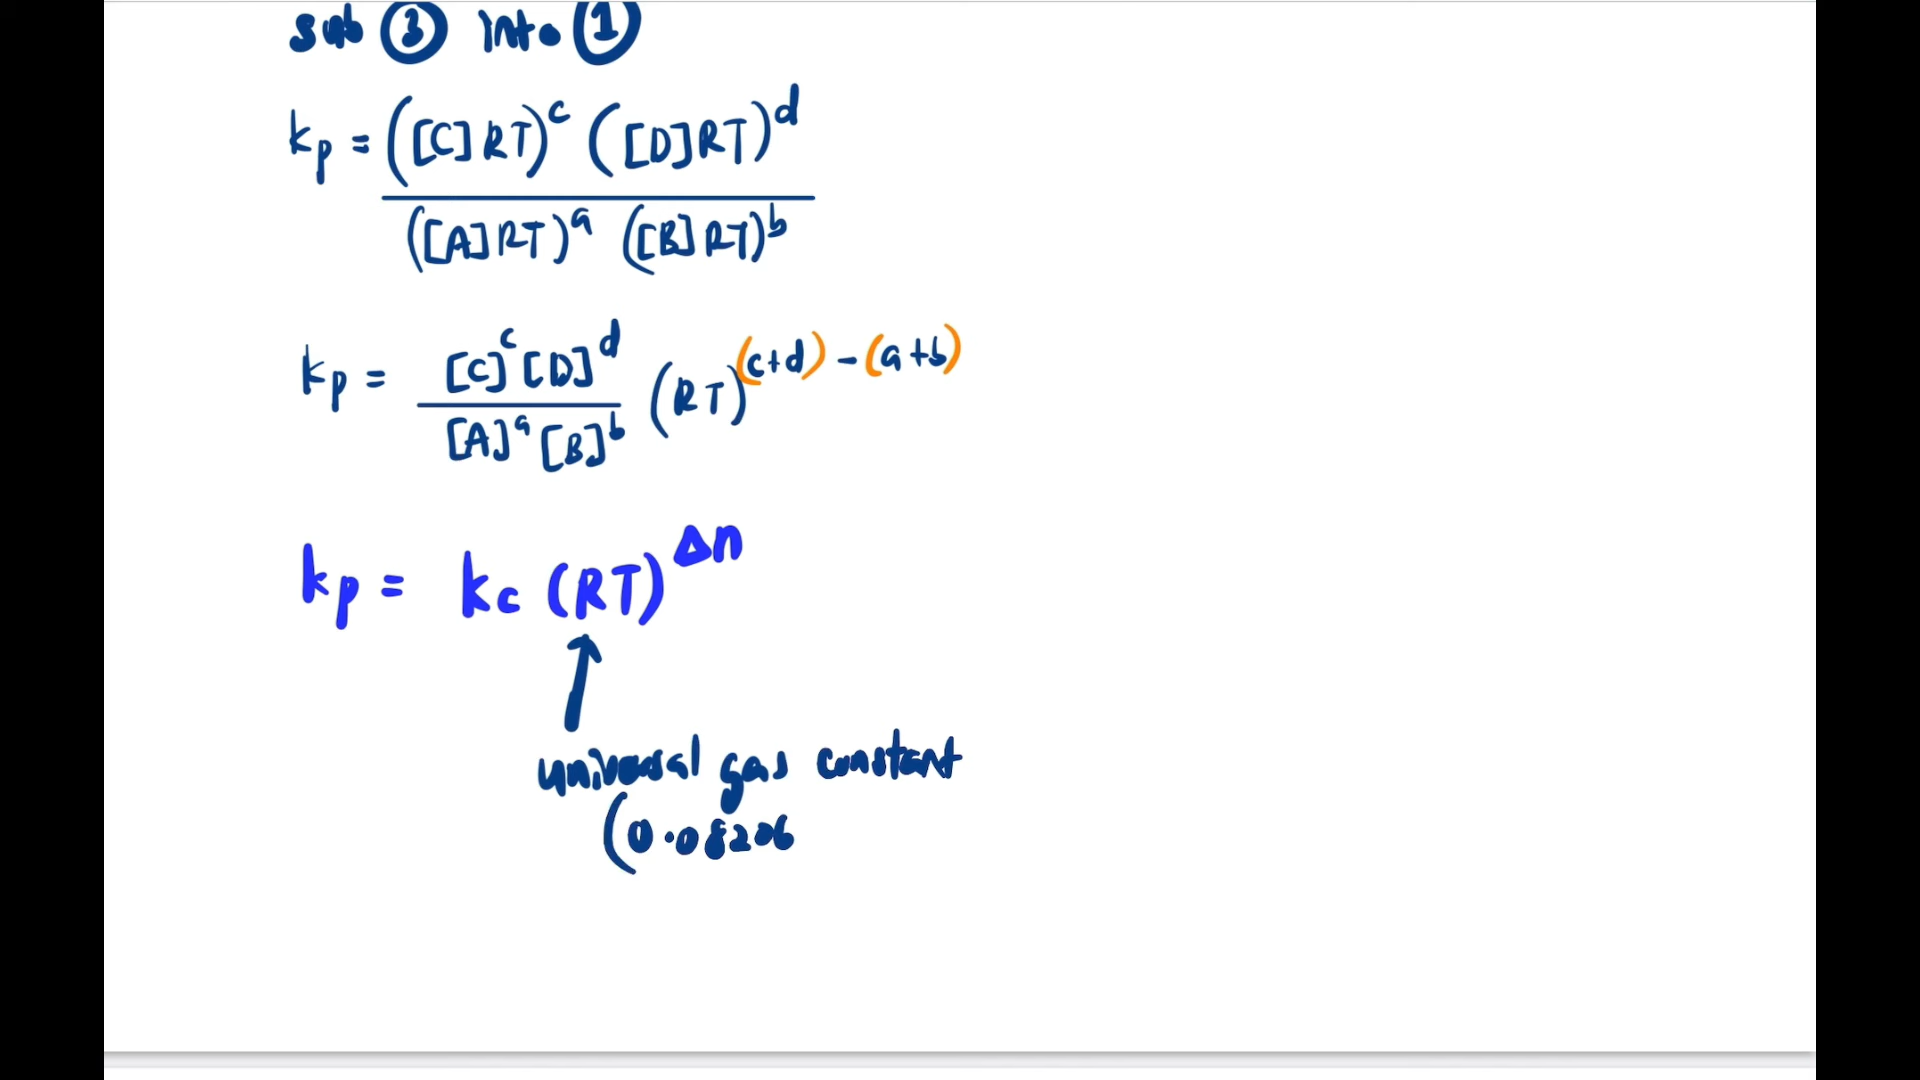 sub ③ into ①
kp = ([C]RT)^c ([D]RT)^d
([A]RT)^a ([B]RT)^b
kp = [C]^c [D]^d (RT)^(c+d) - (a+b)
[A]^a [B]^b
kp = kc (RT)^Δn
universal gas constant
(0.08206